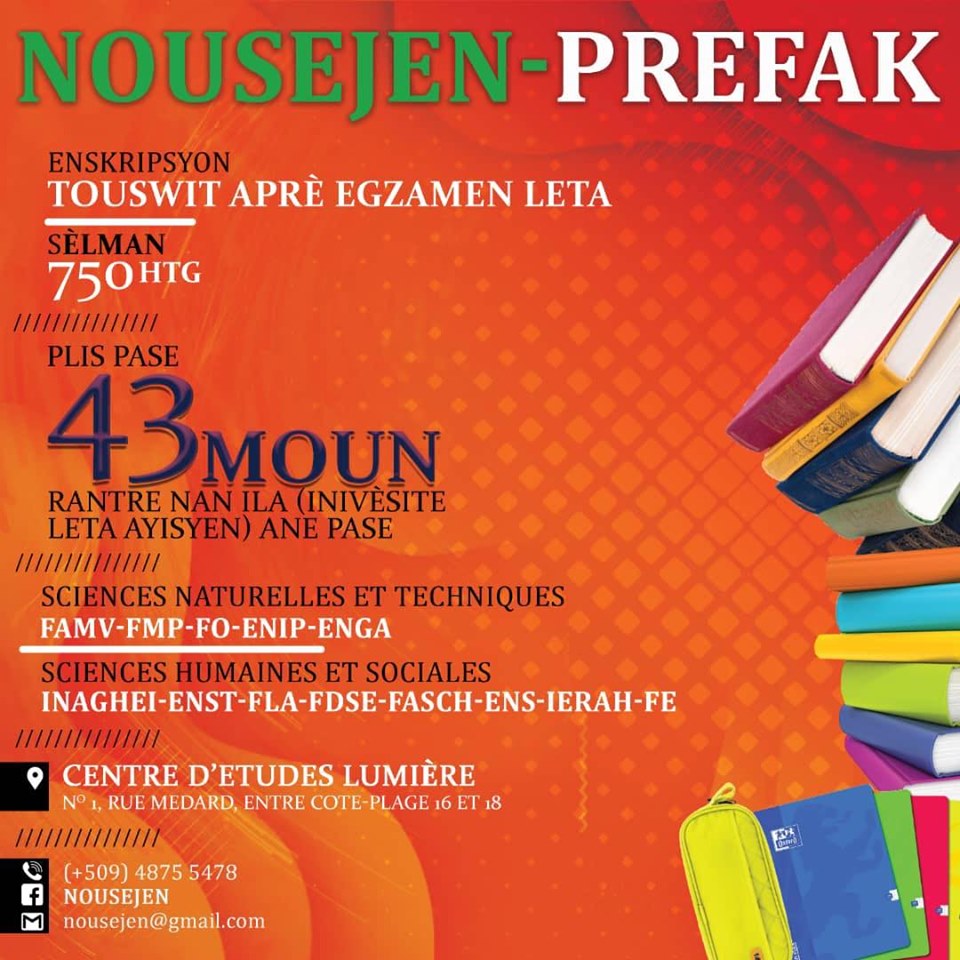 NOUSEJEN-PREFAK
ENSKRIPSYON
TOUSWIT APRÈ EGZAMEN LETA
SÈLMAN
750 HTG
///////////////
PLIS PASE
43 MOUN
RANTRE NAN ILA (INIVÈSITE
LETA AYISYEN) ANE PASE
///////////////
SCIENCES NATURELLES ET TECHNIQUES
FAMV-FMP-FO-ENIP-ENGA
SCIENCES HUMAINES ET SOCIALES
INAGHEI-ENST-FLA-FDSE-FASCH-ENS-IERAH-FE
///////////////
CENTRE D'ETUDES LUMIÈRE
Nº 1, RUE MEDARD, ENTRE COTE-PLAGE 16 ET 18
///////////////
(+509) 4875 5478
NOUSEJEN
nousejen@gmail.com
Oxford